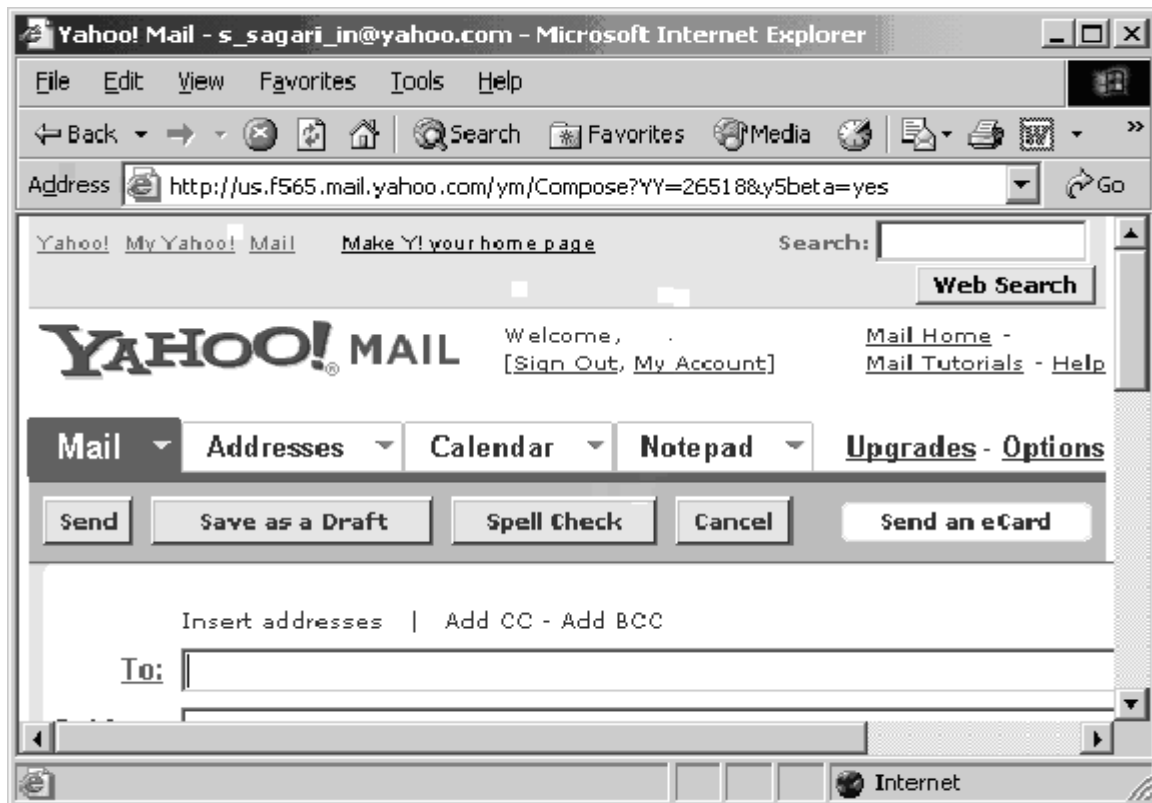 Yahoo! Mail - s_sagari_in@yahoo.com - Microsoft Internet Explorer
File Edit View Favorites Tools Help
Back Search Favorites Media »
Address http://us.f565.mail.yahoo.com/ym/Compose?YY=26518&y5beta=yes Go
Yahoo! My Yahoo! Mail Make Y! your home page Search:
Web Search
YAHOO!® MAIL Welcome, Mail Home -
[Sign Out, My Account] Mail Tutorials - Help
Mail Addresses Calendar Notepad Upgrades - Options
Send Save as a Draft Spell Check Cancel Send an eCard
Insert addresses | Add CC - Add BCC
To:
Internet